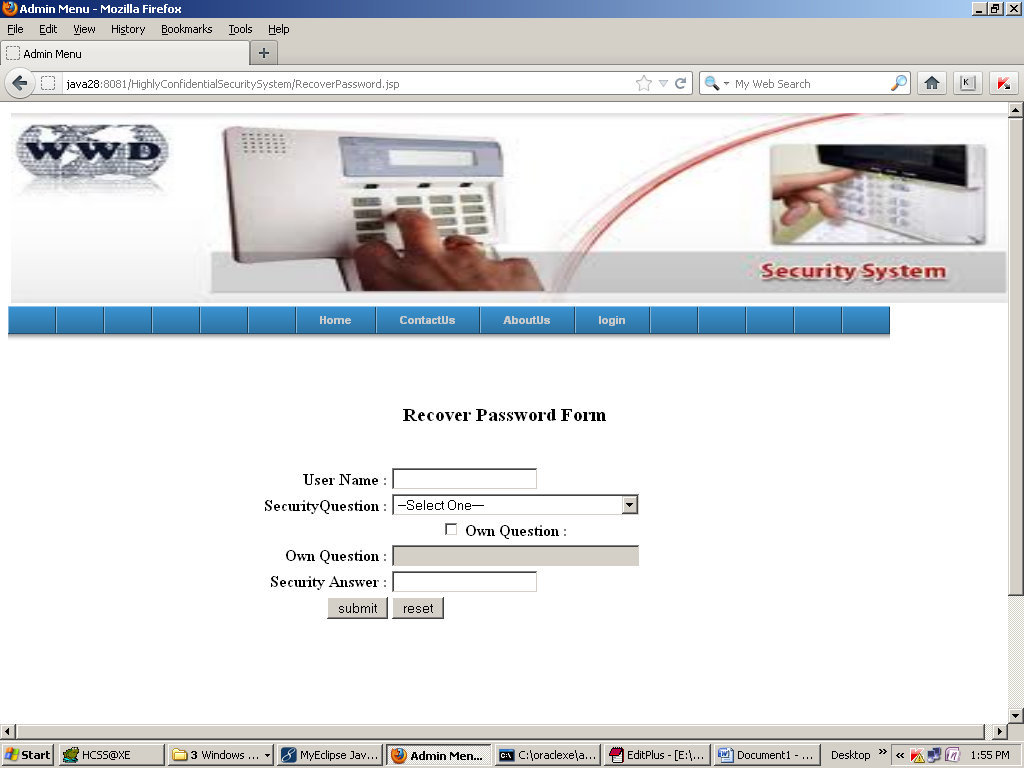 Admin Menu - Mozilla Firefox
File Edit View History Bookmarks Tools Help
Admin Menu
java28:8081/HighlyConfidentialSecuritySystem/RecoverPassword.jsp
My Web Search
WWD
Security System
Home ContactUs AboutUs login
Recover Password Form
User Name :
SecurityQuestion : --Select One---
Own Question :
Own Question :
Security Answer :
submit reset
Start HCSS@XE 3 Windows ... MyEclipse Jav... Admin Men... C:\oraclexe\a... EditPlus - [E:\... Document1 - ... Desktop » « 1:55 PM